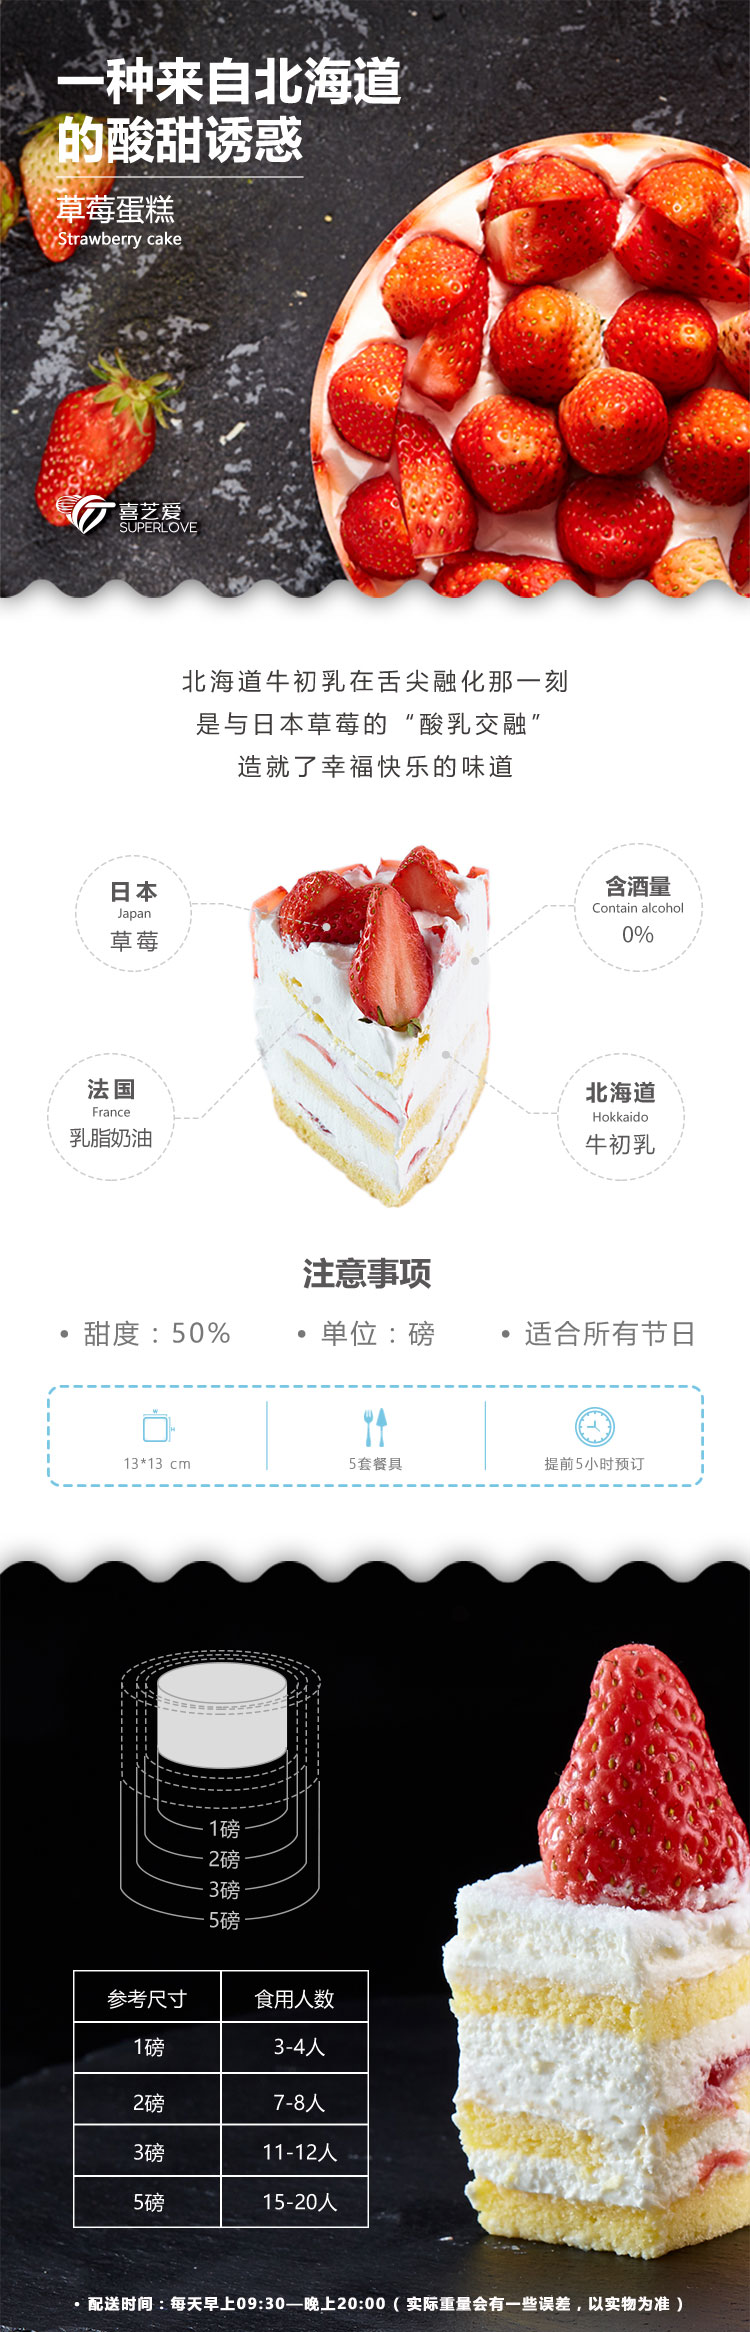 一种来自北海道
的酸甜诱惑
草莓蛋糕
Strawberry cake
喜芝爱
SUPERLOVE
北海道牛初乳在舌尖融化那一刻
是与日本草莓的“酸乳交融”
造就了幸福快乐的味道
日本
Japan
草莓
含酒量
Contain alcohol
0%
法国
France
乳脂奶油
北海道
Hokkaido
牛初乳
注意事项
• 甜度：50% • 单位：磅 • 适合所有节日
W
H
13*13 cm 5套餐具 提前5小时预订
1磅
2磅
3磅
5磅
参考尺寸 食用人数
1磅 3-4人
2磅 7-8人
3磅 11-12人
5磅 15-20人
• 配送时间：每天早上09:30—晚上20:00 ( 实际重量会有一些误差，以实物为准 )